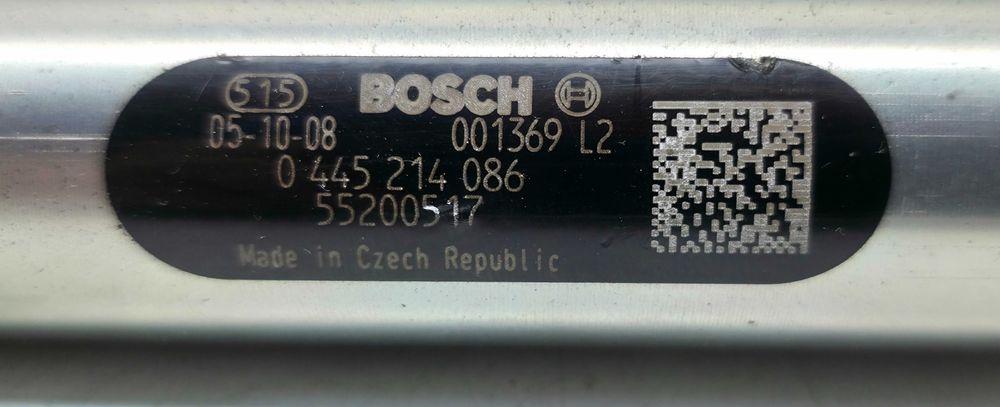 515 BOSCH
05-10-08 001369 L2
0 445 214 086
55200517
Made in Czech Republic